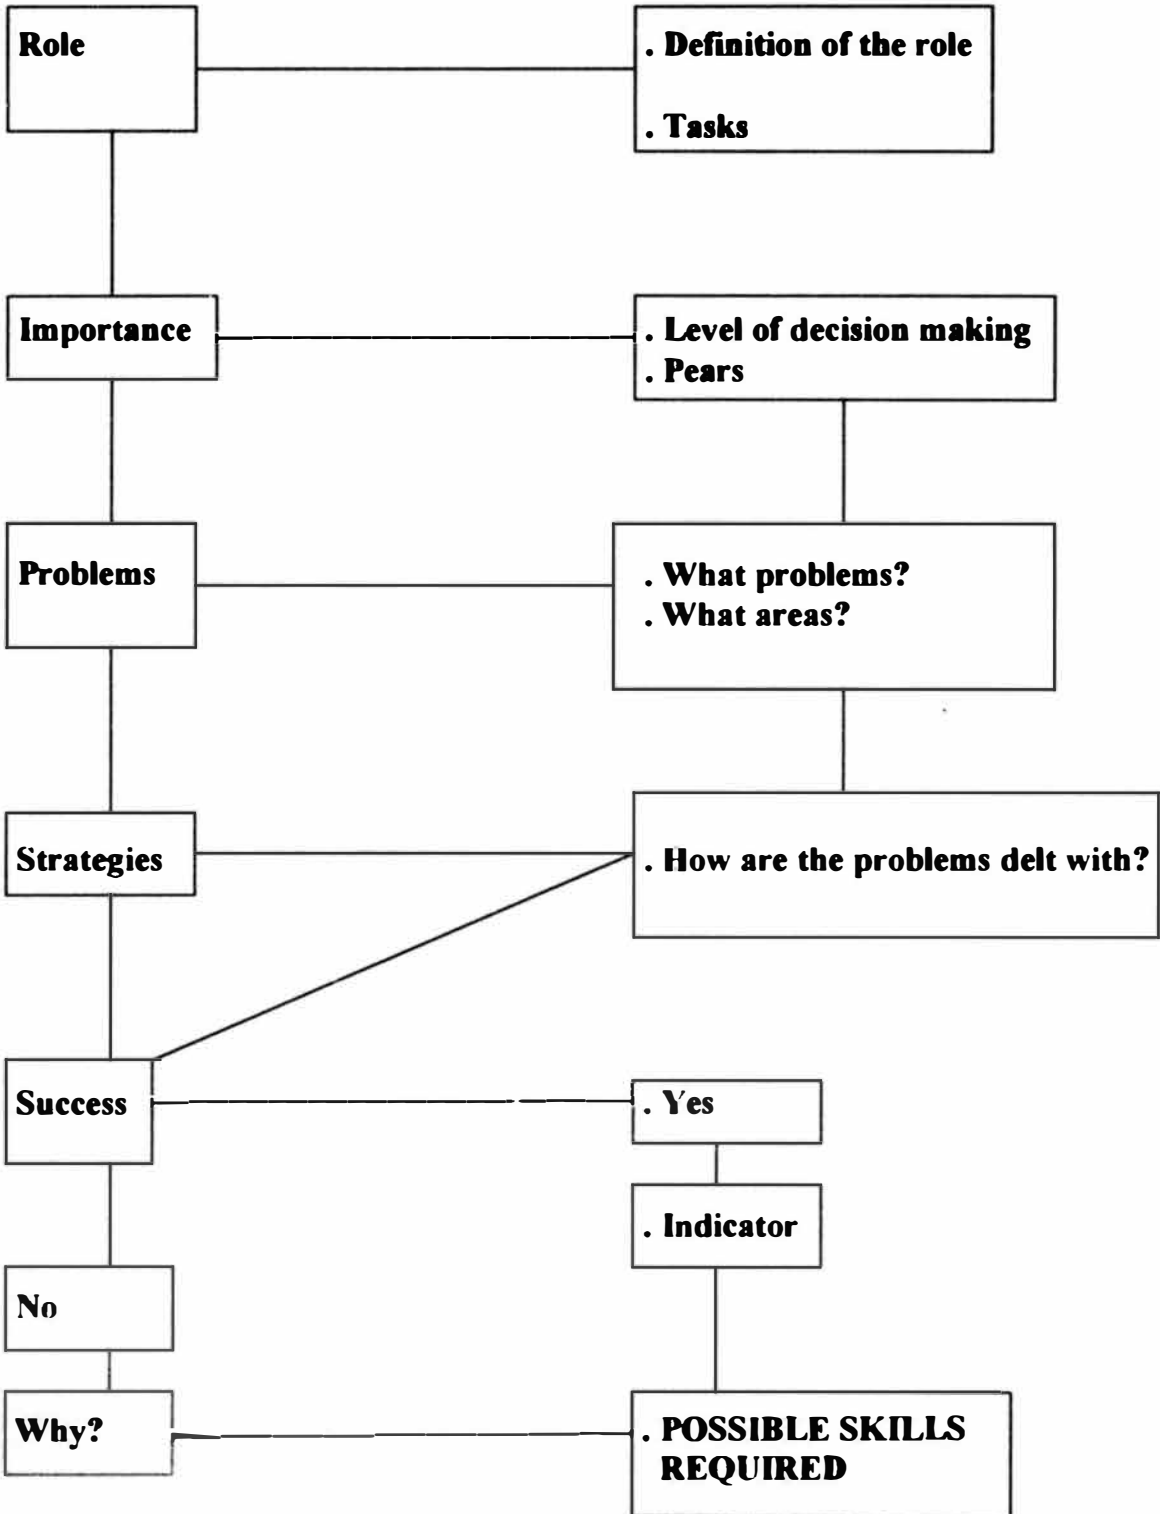 Role
. Definition of the role
. Tasks
Importance
. Level of decision making
. Pears
Problems
. What problems?
. What areas?
Strategies
. How are the problems delt with?
Success
. Yes
. Indicator
No
Why?
. POSSIBLE SKILLS
REQUIRED